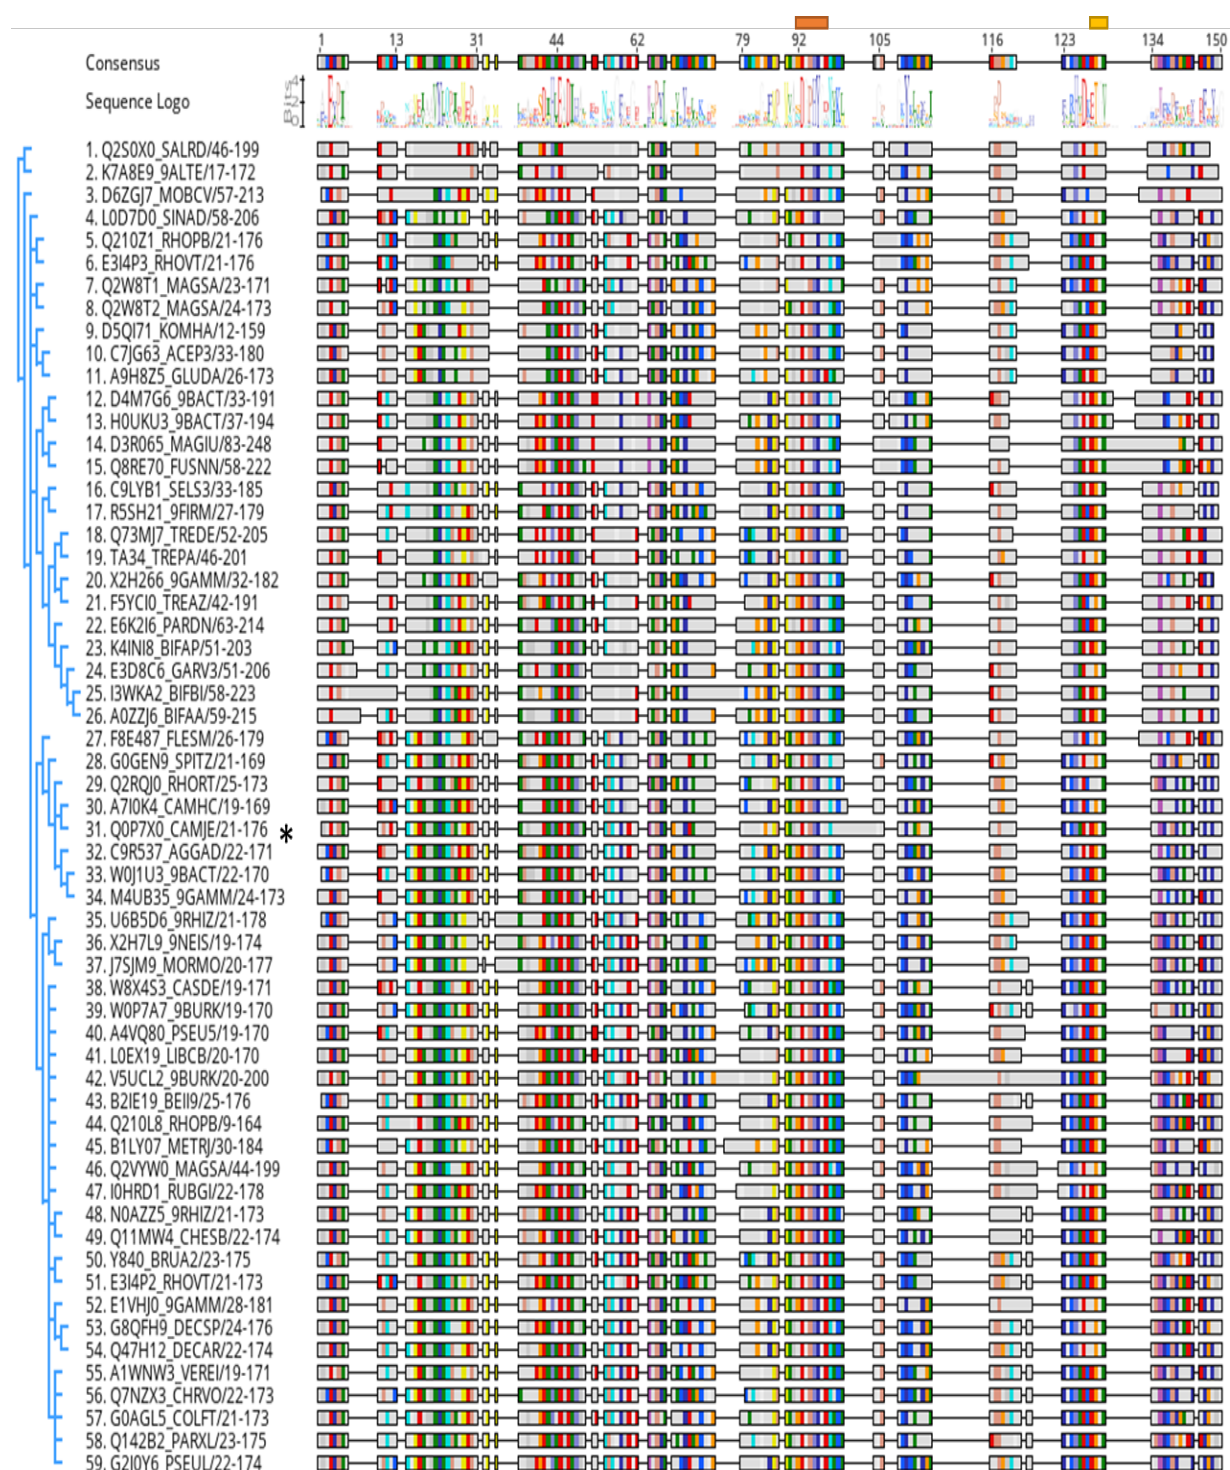 1 13 31 44 62 79 92 105 116 123 134 150
Consensus
Sequence Logo
1. Q2S0X0_SALRD/46-199
2. K7A8E9_9ALTE/17-172
3. D6ZGJ7_MOBCV/57-213
4. L0D7D0_SINAD/58-206
5. Q210Z1_RHOPB/21-176
6. E3I4P3_RHOVT/21-176
7. Q2W8T1_MAGSA/23-171
8. Q2W8T2_MAGSA/24-173
9. D5QI71_KOMHA/12-159
10. C7JG63_ACEP3/33-180
11. A9H8Z5_GLUDA/26-173
12. D4M7G6_9BACT/33-191
13. H0UKU3_9BACT/37-194
14. D3R065_MAGIU/83-248
15. Q8RE70_FUSNN/58-222
16. C9LYB1_SELS3/33-185
17. R5SH21_9FIRM/27-179
18. Q73MJ7_TREDE/52-205
19. TA34_TREPA/46-201
20. X2H266_9GAMM/32-182
21. F5YCI0_TREAZ/42-191
22. E6K2I6_PARDN/63-214
23. K4INI8_BIFAP/51-203
24. E3D8C6_GARV3/51-206
25. I3WKA2_BIFBI/58-223
26. A0ZZJ6_BIFAA/59-215
27. F8E487_FLESM/26-179
28. G0GEN9_SPITZ/21-169
29. Q2RQJ0_RHORT/25-173
30. A7I0K4_CAMHC/19-169
31. Q0P7X0_CAMJE/21-176 *
32. C9R537_AGGAD/22-171
33. W0J1U3_9BACT/22-170
34. M4UB35_9GAMM/24-173
35. U6B5D6_9RHIZ/21-178
36. X2H7L9_9NEIS/19-174
37. J7SJM9_MORMO/20-177
38. W8X4S3_CASDE/19-171
39. W0P7A7_9BURK/19-170
40. A4VQ80_PSEU5/19-170
41. L0EX19_LIBCB/20-170
42. V5UCL2_9BURK/20-200
43. B2IE19_BEII9/25-176
44. Q210L8_RHOPB/9-164
45. B1LY07_METRJ/30-184
46. Q2VYW0_MAGSA/44-199
47. I0HRD1_RUBGI/22-178
48. N0AZZ5_9RHIZ/21-173
49. Q11MW4_CHESB/22-174
50. Y840_BRUA2/23-175
51. E3I4P2_RHOVT/21-173
52. E1VHJ0_9GAMM/28-181
53. G8QFH9_DECSP/24-176
54. Q47H12_DECAR/22-174
55. A1WNW3_VEREI/19-171
56. Q7NZX3_CHRVO/22-173
57. G0AGL5_COLFT/21-173
58. Q142B2_PARXL/23-175
59. G2J0Y6_PSEUL/22-174